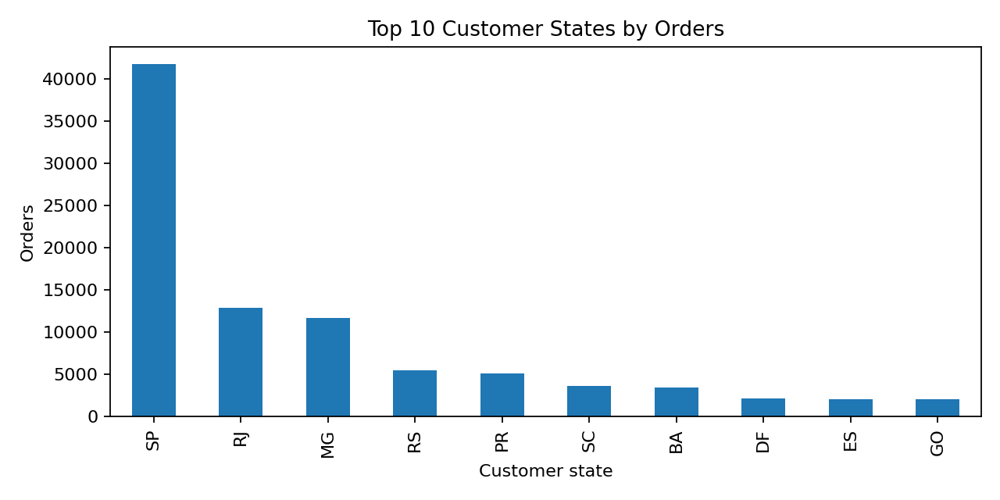 Top 10 Customer States by Orders
40000
35000
30000
25000
20000
15000
10000
5000
0
Orders
SP
RJ
MG
RS
PR
SC
BA
DF
ES
GO
Customer state